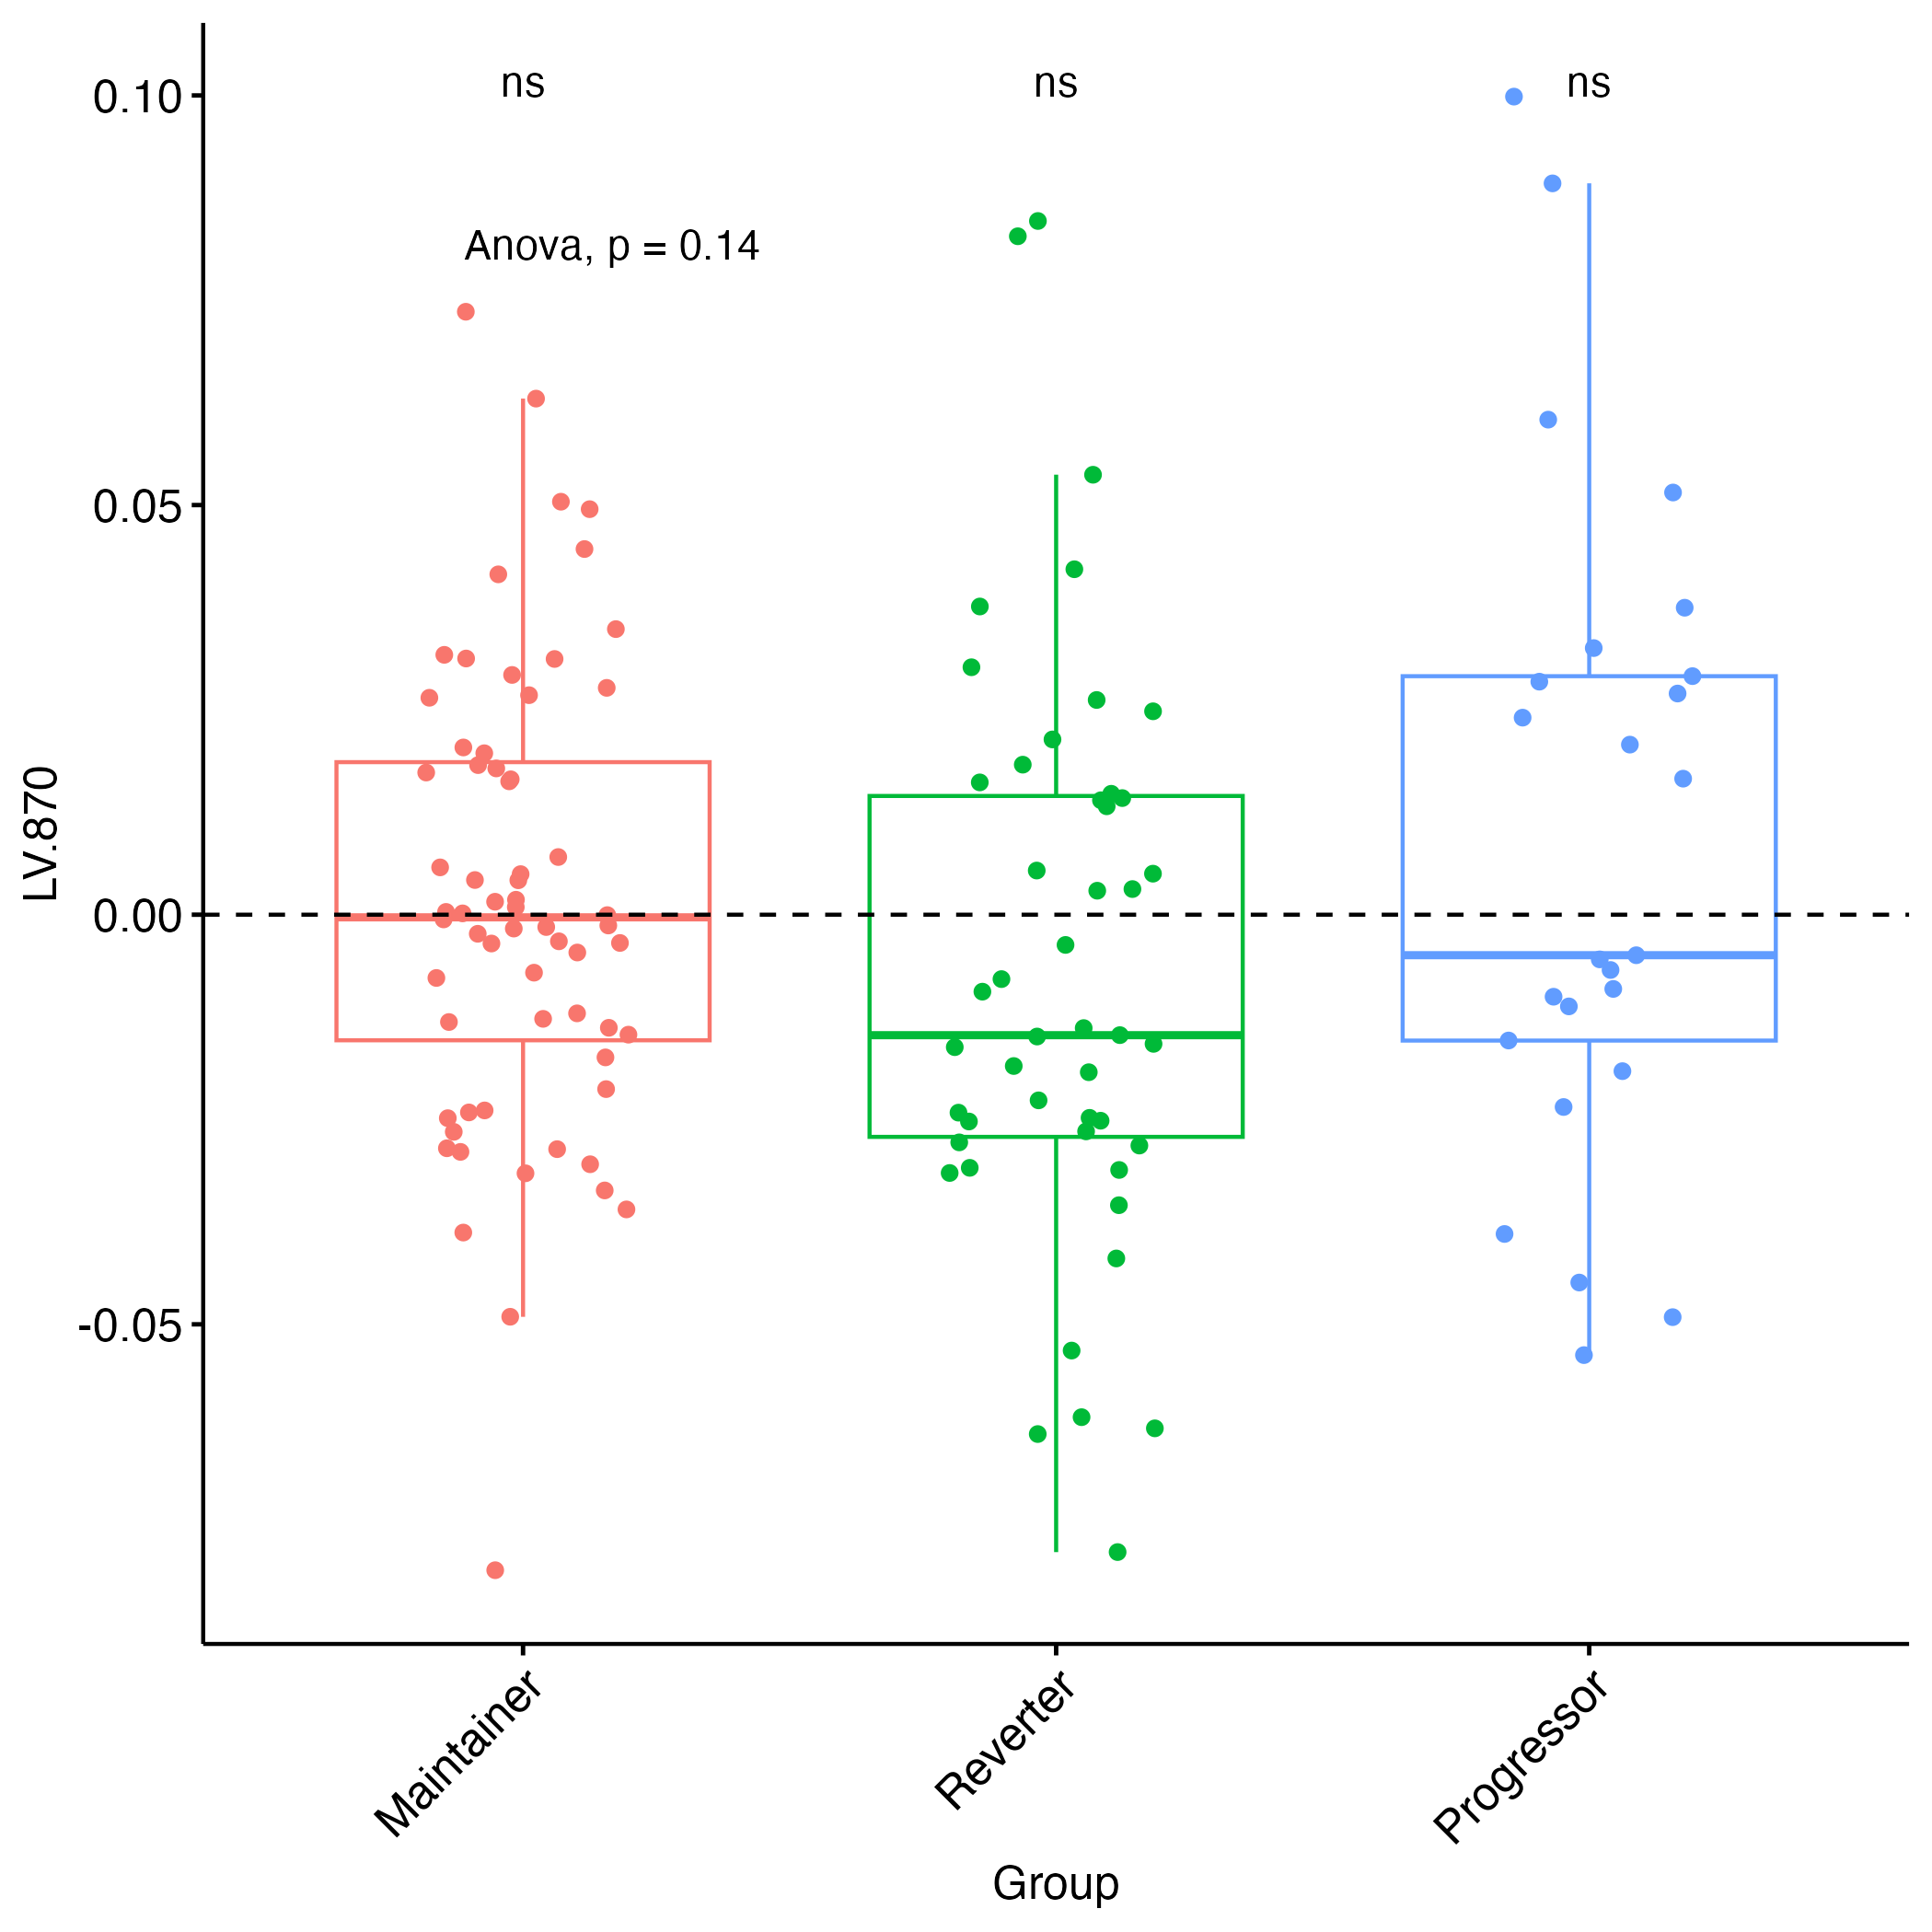 ns ns ns
Anova, p = 0.14
LV.870
0.10
0.05
0.00
-0.05
Maintainer
Reverter
Progressor
Group